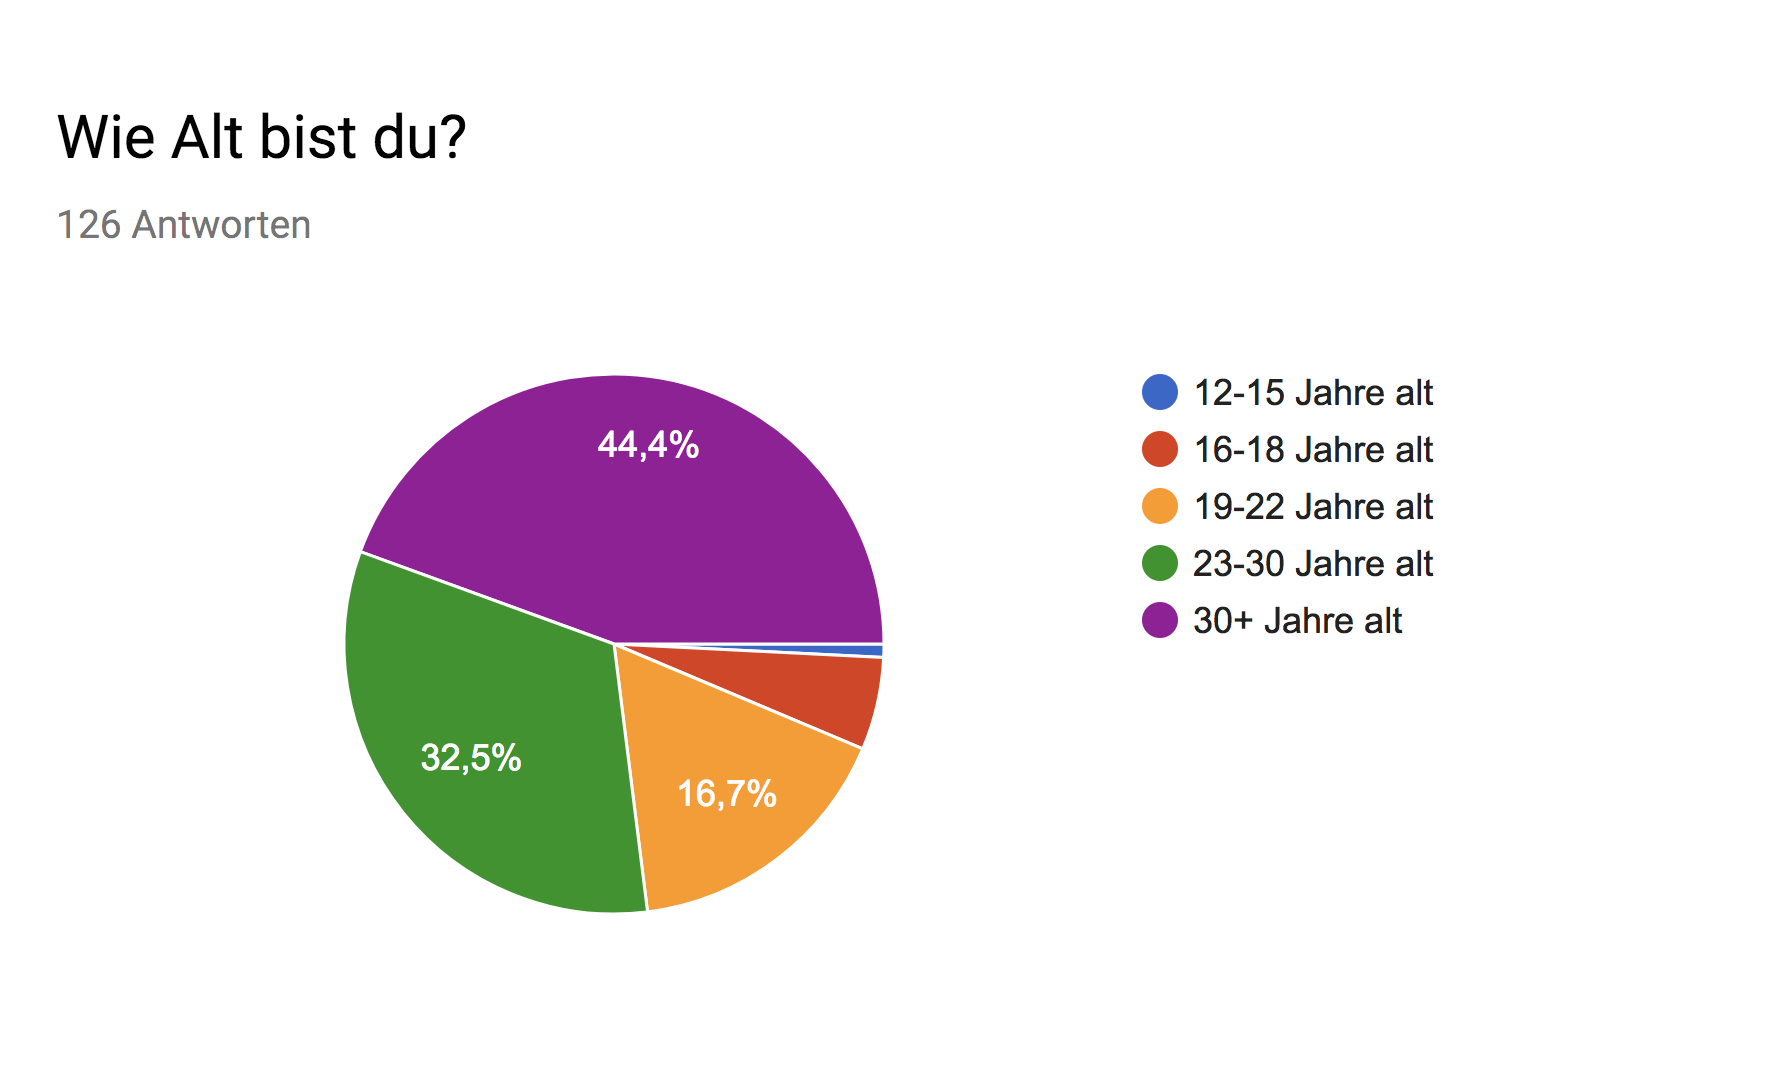 Wie Alt bist du?
126 Antworten
44,4%
32,5%
16,7%
12-15 Jahre alt
16-18 Jahre alt
19-22 Jahre alt
23-30 Jahre alt
30+ Jahre alt